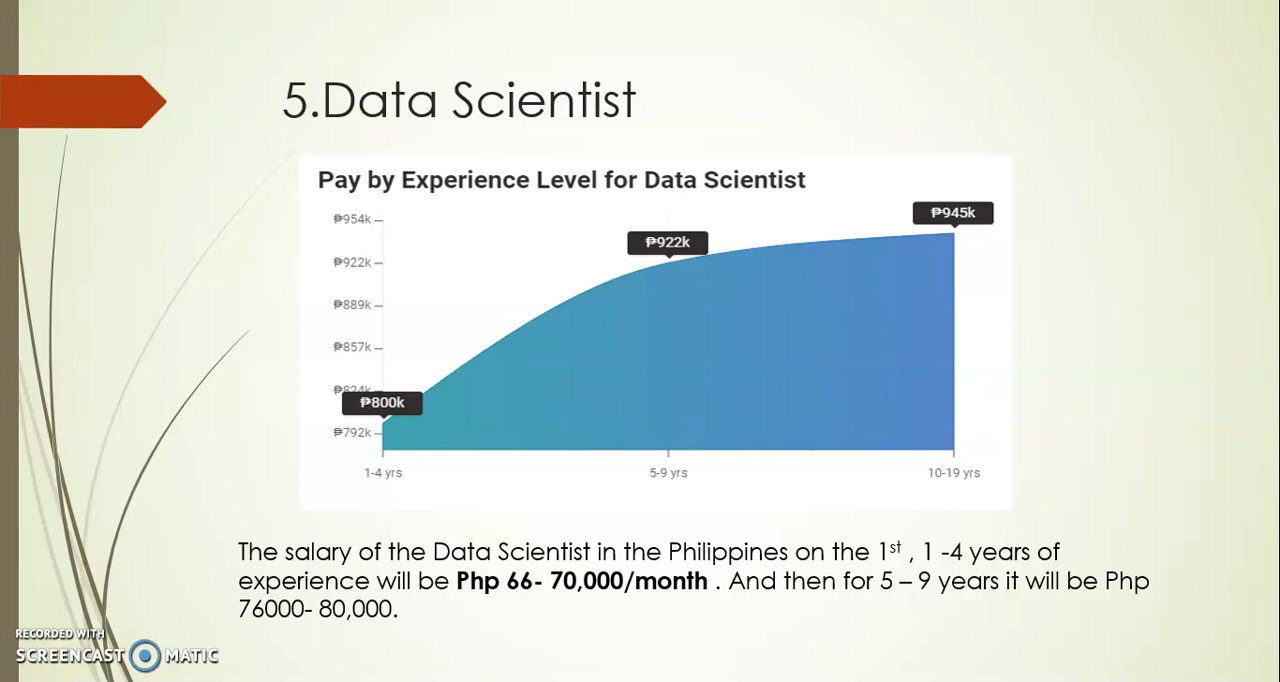 5.Data Scientist
Pay by Experience Level for Data Scientist
₱954k
₱945k
₱922k
₱922k
₱889k
₱857k
₱824k
₱800k
₱792k
1-4 yrs
5-9 yrs
10-19 yrs
The salary of the Data Scientist in the Philippines on the 1st , 1 -4 years of
experience will be Php 66- 70,000/month . And then for 5 – 9 years it will be Php
76000- 80,000.
RECORDED WITH
SCREENCAST MATIC